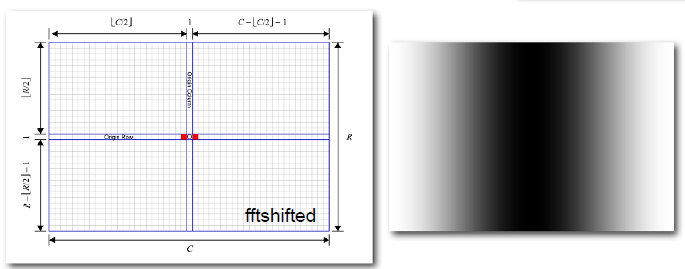 ⌊C/2⌋ 1 C−⌊C/2⌋−1
⌊R/2⌋
Origin Column
1
Origin Row
R
R−⌊R/2⌋−1
fftshifted
C